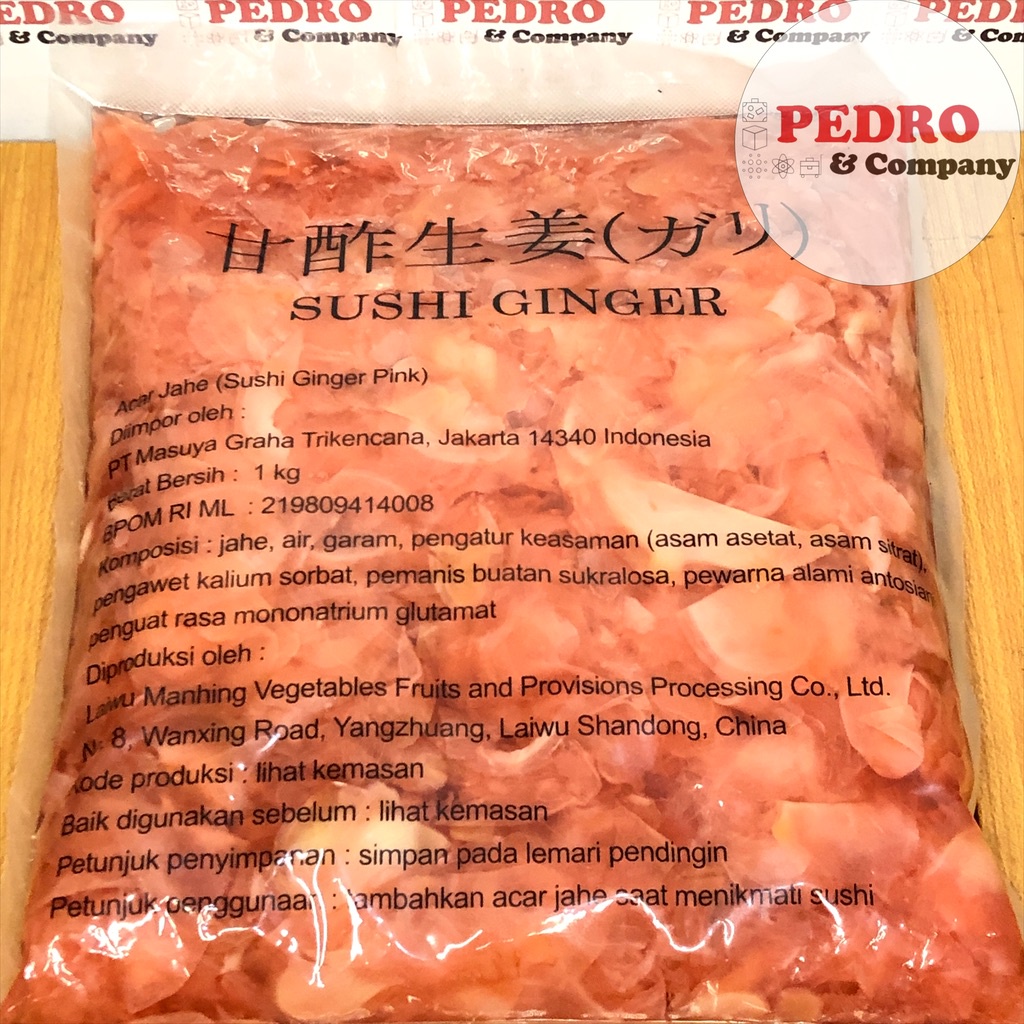 PEDRO PEDRO PEDRO PEDRO PEDRO
& Company & Company & Company & Company & Com
PEDRO
& Company
甘酢生姜(ガリ)
SUSHI GINGER
Acar Jahe (Sushi Ginger Pink)
Diimpor oleh :
PT Masuya Graha Trikencana, Jakarta 14340 Indonesia
Berat Bersih : 1 kg
BPOM RI ML : 219809414008
Komposisi : jahe, air, garam, pengatur keasaman (asam asetat, asam sitrat),
pengawet kalium sorbat, pemanis buatan sukralosa, pewarna alami antosian
penguat rasa mononatrium glutamat
Diproduksi oleh :
Laiwu Manhing Vegetables Fruits and Provisions Processing Co., Ltd.
No 8, Wanxing Road, Yangzhuang, Laiwu Shandong, China
Kode produksi : lihat kemasan
Baik digunakan sebelum : lihat kemasan
Petunjuk penyimpanan : simpan pada lemari pendingin
Petunjuk penggunaan : tambahkan acar jahe saat menikmati sushi